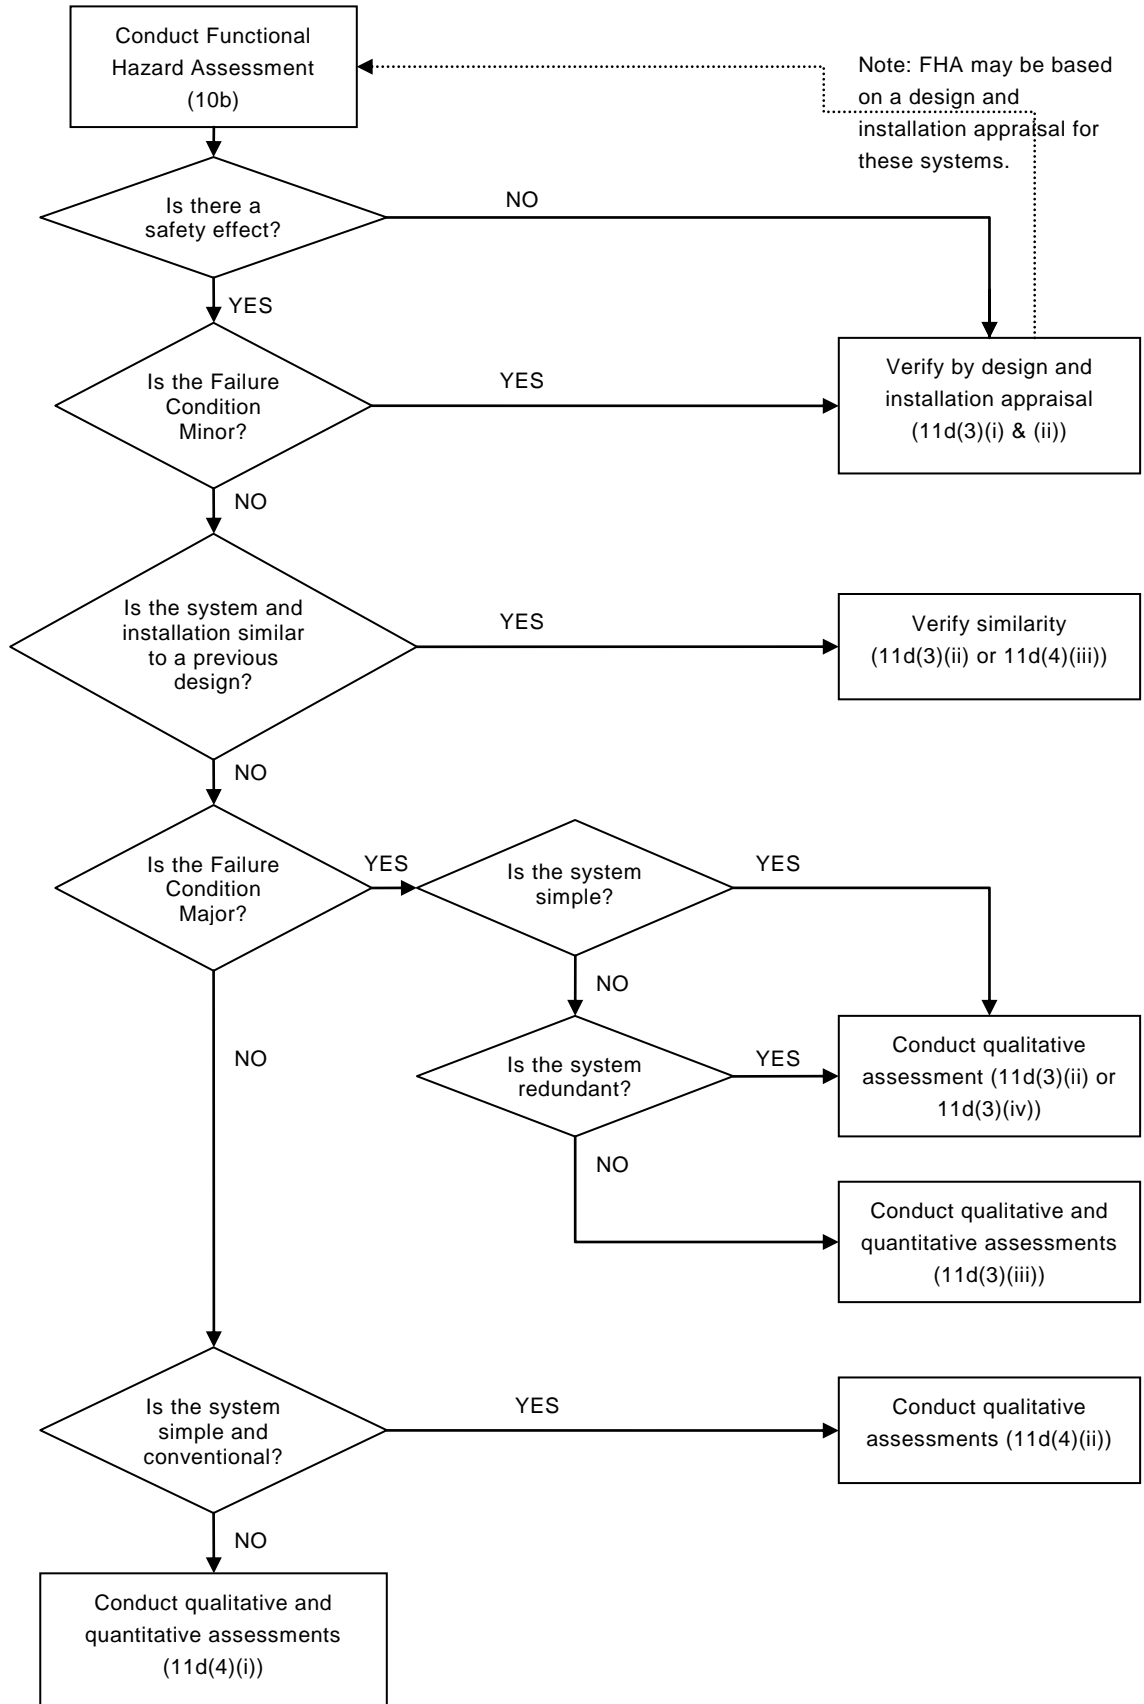 Conduct Functional
Hazard Assessment
(10b)
Note: FHA may be based
on a design and
installation appraisal for
these systems.
Is there a
safety effect?
NO
YES
Is the Failure
Condition
Minor?
YES
Verify by design and
installation appraisal
(11d(3)(i) & (ii))
NO
Is the system and
installation similar
to a previous
design?
YES
Verify similarity
(11d(3)(ii) or 11d(4)(iii))
NO
Is the Failure
Condition
Major?
YES
Is the system
simple?
YES
NO
NO
Is the system
redundant?
YES
Conduct qualitative
assessment (11d(3)(ii) or
11d(3)(iv))
NO
Conduct qualitative and
quantitative assessments
(11d(3)(iii))
Is the system
simple and
conventional?
YES
Conduct qualitative
assessments (11d(4)(ii))
NO
Conduct qualitative and
quantitative assessments
(11d(4)(i))